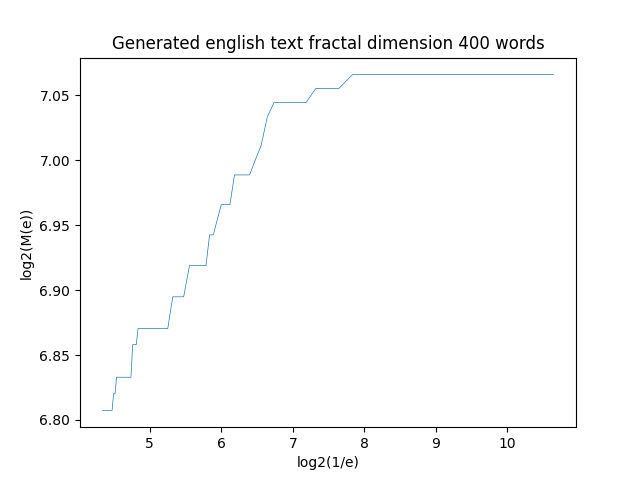 Generated english text fractal dimension 400 words
7.05
7.00
6.95
6.90
6.85
6.80
log2(M(e))
5 6 7 8 9 10
log2(1/e)